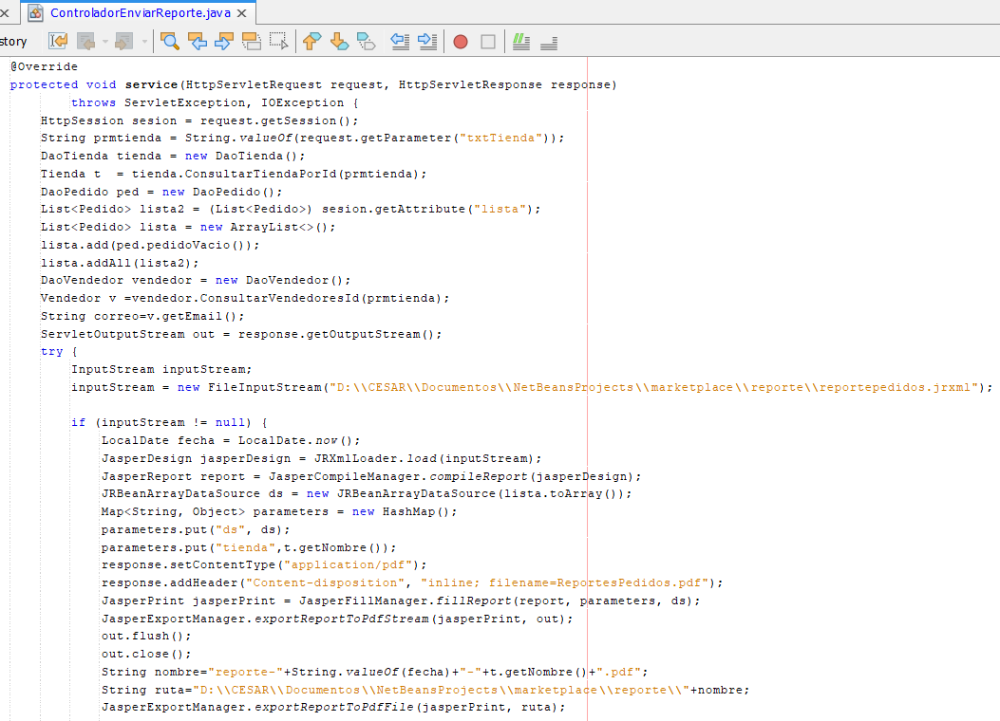 ControladorEnviarReporte.java
story
@Override
protected void service(HttpServletRequest request, HttpServletResponse response)
        throws ServletException, IOException {
    HttpSession sesion = request.getSession();
    String prmtienda = String.valueOf(request.getParameter("txtTienda"));
    DaoTienda tienda = new DaoTienda();
    Tienda t  = tienda.ConsultarTiendaPorId(prmtienda);
    DaoPedido ped = new DaoPedido();
    List<Pedido> lista2 = (List<Pedido>) sesion.getAttribute("lista");
    List<Pedido> lista = new ArrayList<>();
    lista.add(ped.pedidoVacio());
    lista.addAll(lista2);
    DaoVendedor vendedor = new DaoVendedor();
    Vendedor v =vendedor.ConsultarVendedoresId(prmtienda);
    String correo=v.getEmail();
    ServletOutputStream out = response.getOutputStream();
    try {
        InputStream inputStream;
        inputStream = new FileInputStream("D:\\CESAR\\Documentos\\NetBeansProjects\\marketplace\\reporte\\reportepedidos.jrxml");
        if (inputStream != null) {
            LocalDate fecha = LocalDate.now();
            JasperDesign jasperDesign = JRXmlLoader.load(inputStream);
            JasperReport report = JasperCompileManager.compileReport(jasperDesign);
            JRBeanArrayDataSource ds = new JRBeanArrayDataSource(lista.toArray());
            Map<String, Object> parameters = new HashMap();
            parameters.put("ds", ds);
            parameters.put("tienda",t.getNombre());
            response.setContentType("application/pdf");
            response.addHeader("Content-disposition", "inline; filename=ReportesPedidos.pdf");
            JasperPrint jasperPrint = JasperFillManager.fillReport(report, parameters, ds);
            JasperExportManager.exportReportToPdfStream(jasperPrint, out);
            out.flush();
            out.close();
            String nombre="reporte-"+String.valueOf(fecha)+"-"+t.getNombre()+".pdf";
            String ruta="D:\\CESAR\\Documentos\\NetBeansProjects\\marketplace\\reporte\\"+nombre;
            JasperExportManager.exportReportToPdfFile(jasperPrint, ruta);